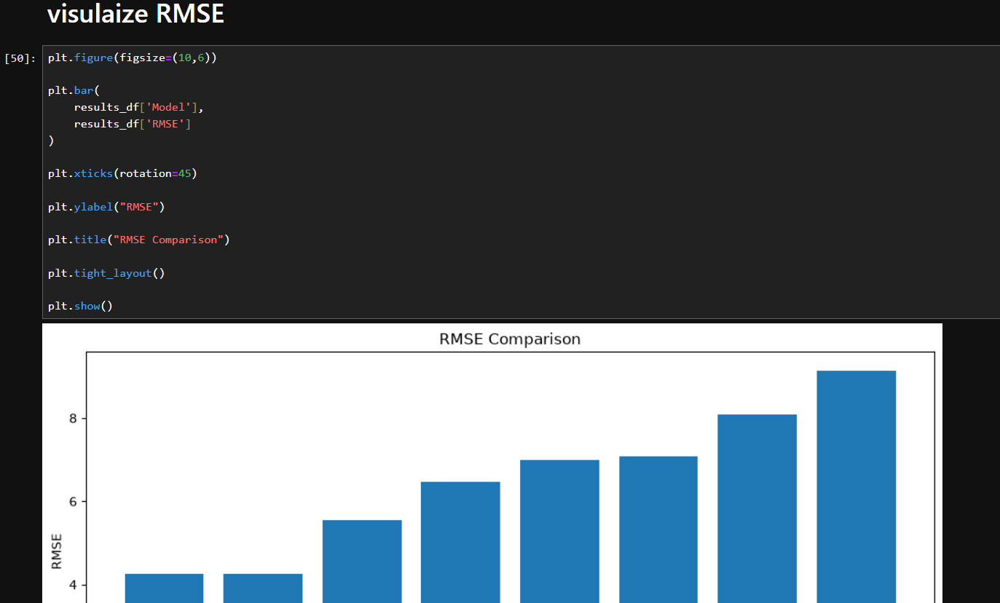 visulaize RMSE
[50]:
plt.figure(figsize=(10,6))
plt.bar(
    results_df['Model'],
    results_df['RMSE']
)
plt.xticks(rotation=45)
plt.ylabel("RMSE")
plt.title("RMSE Comparison")
plt.tight_layout()
plt.show()
RMSE Comparison
8
6
RMSE
4